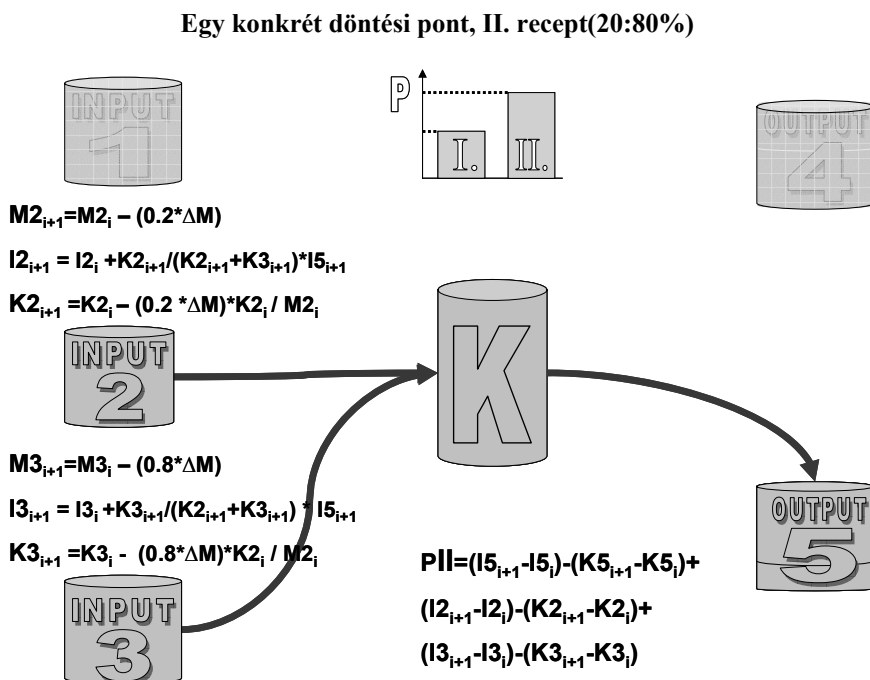 Egy konkrét döntési pont, II. recept(20:80%)
INPUT
1
P
I. II.
OUTPUT
4
M2i+1=M2i – (0.2*ΔM)
I2i+1 = I2i +K2i+1/(K2i+1+K3i+1)*I5i+1
K2i+1 =K2i – (0.2 *ΔM)*K2i / M2i
INPUT
2
K
M3i+1=M3i – (0.8*ΔM)
I3i+1 = I3i +K3i+1/(K2i+1+K3i+1) * I5i+1
K3i+1 =K3i - (0.8*ΔM)*K2i / M2i
INPUT
3
OUTPUT
5
PII=(I5i+1-I5i)-(K5i+1-K5i)+
(I2i+1-I2i)-(K2i+1-K2i)+
(I3i+1-I3i)-(K3i+1-K3i)